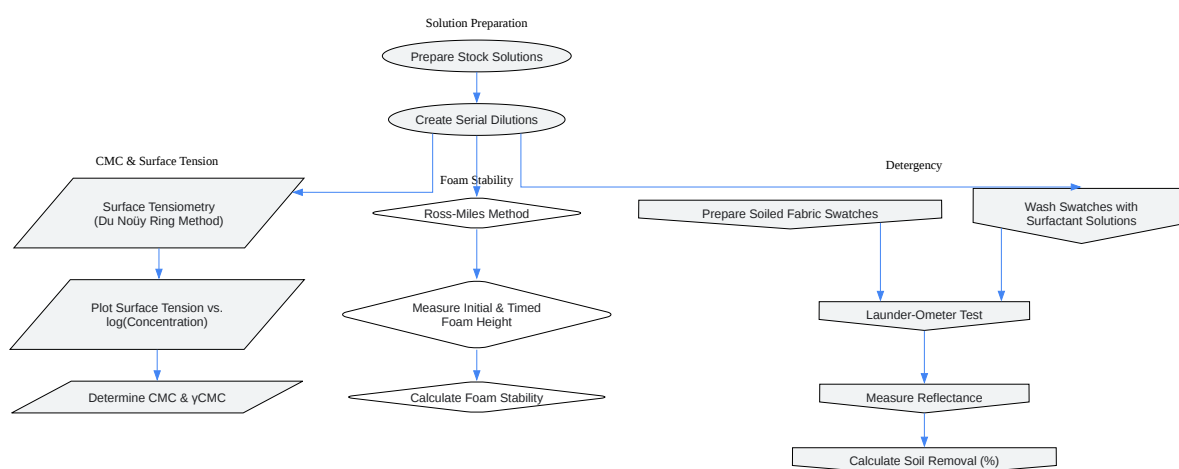 Solution Preparation
Prepare Stock Solutions
Create Serial Dilutions
CMC & Surface Tension
Surface Tensiometry
(Du Noüy Ring Method)
Plot Surface Tension vs.
log(Concentration)
Determine CMC & γCMC
Foam Stability
Ross-Miles Method
Measure Initial & Timed
Foam Height
Calculate Foam Stability
Detergency
Prepare Soiled Fabric Swatches
Wash Swatches with
Surfactant Solutions
Launder-Ometer Test
Measure Reflectance
Calculate Soil Removal (%)